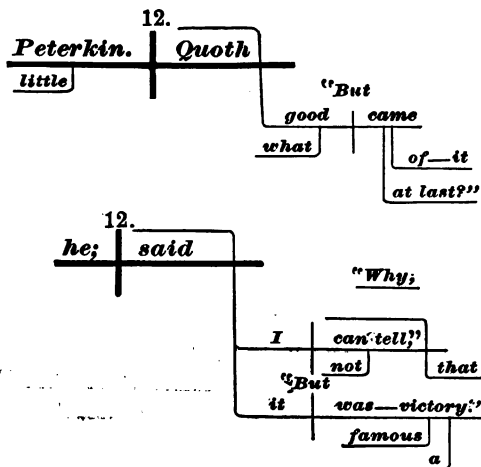 12.
Peterkin. Quoth
little
"But
good came
what
of—it
at last?"
12.
he; said
"Why;
I can tell,"
not that
"But
it was—victory."
famous
a